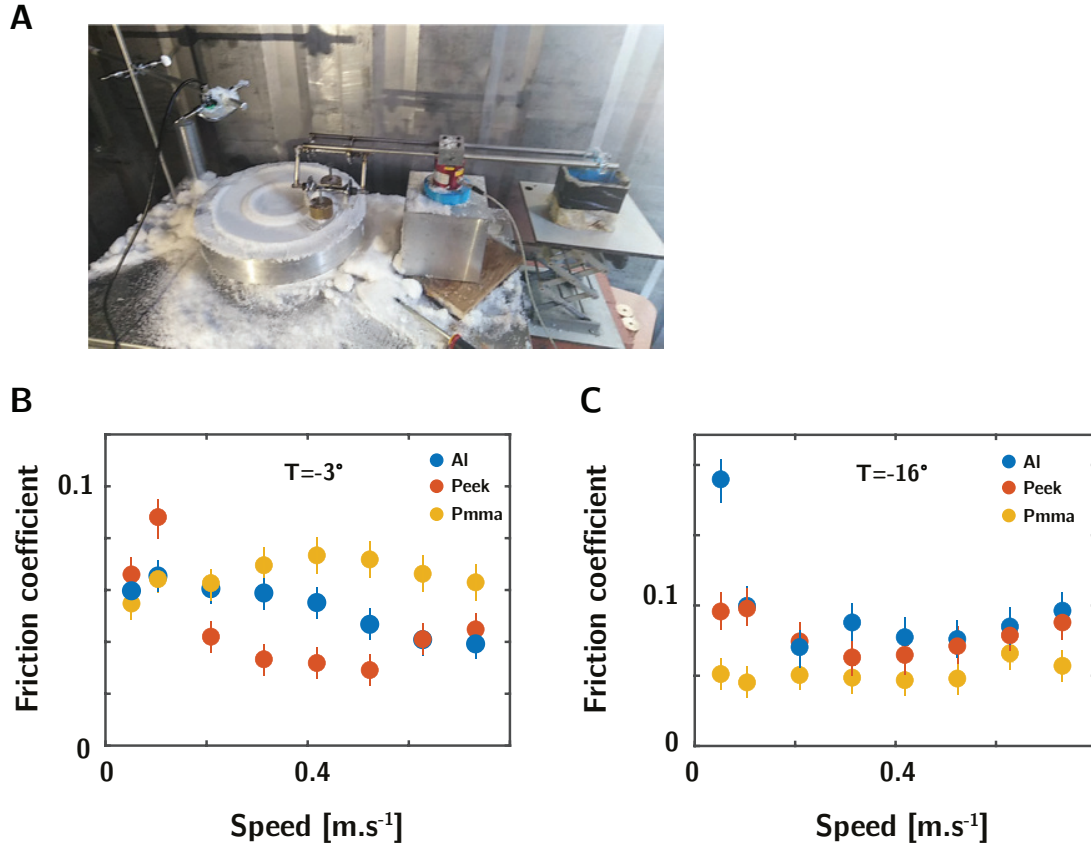 A
B
C
T=-3°
Al
Peek
Pmma
0.1
0
0
0.4
Friction coefficient
Speed [m.s-1]
T=-16°
Al
Peek
Pmma
0.1
0
0
0.4
Friction coefficient
Speed [m.s-1]